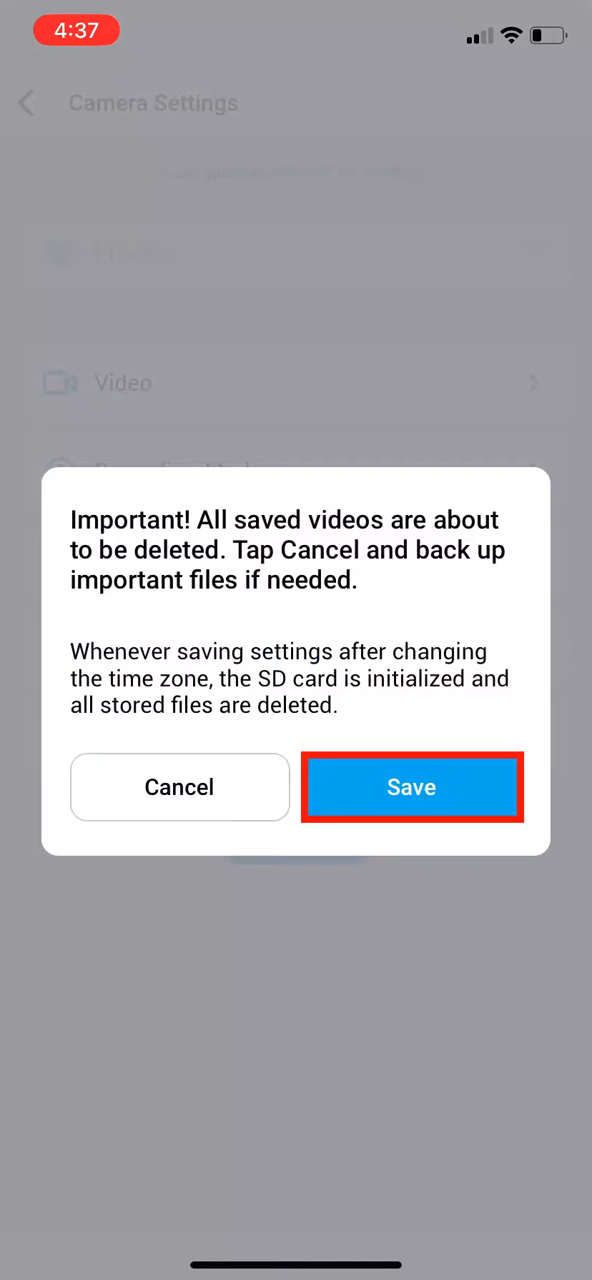 4:37
Camera Settings
Video
Important! All saved videos are about
to be deleted. Tap Cancel and back up
important files if needed.
Whenever saving settings after changing
the time zone, the SD card is initialized and
all stored files are deleted.
Cancel
Save